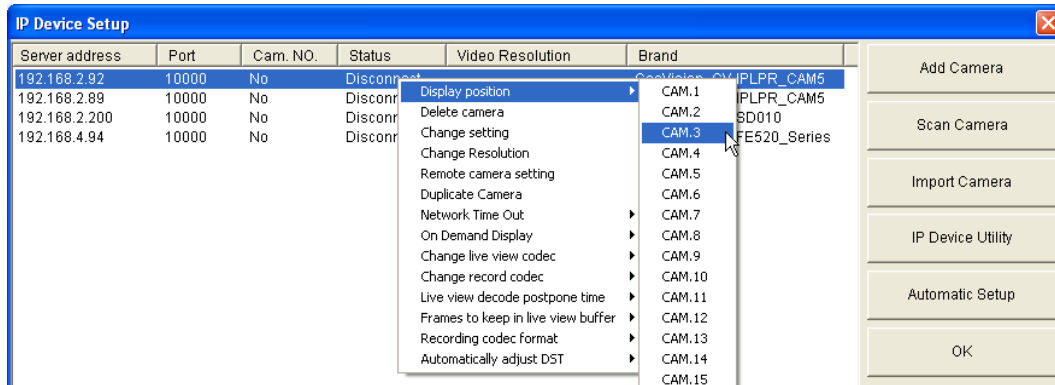 IP Device Setup
Server address Port Cam. NO. Status Video Resolution Brand
192.168.2.92 10000 No Disconnect
192.168.2.89 10000 No
192.168.2.200 10000 No
192.168.4.94 10000 No
Display position
Delete camera
Change setting
Change Resolution
Remote camera setting
Duplicate Camera
Network Time Out
On Demand Display
Change live view codec
Change record codec
Live view decode postpone time
Frames to keep in live view buffer
Recording codec format
Automatically adjust DST
CAM.1
CAM.2
CAM.3
CAM.4
CAM.5
CAM.6
CAM.7
CAM.8
CAM.9
CAM.10
CAM.11
CAM.12
CAM.13
CAM.14
CAM.15
IPLPR_CAM5
IPLPR_CAM5
SD010
FE520_Series
Add Camera
Scan Camera
Import Camera
IP Device Utility
Automatic Setup
OK